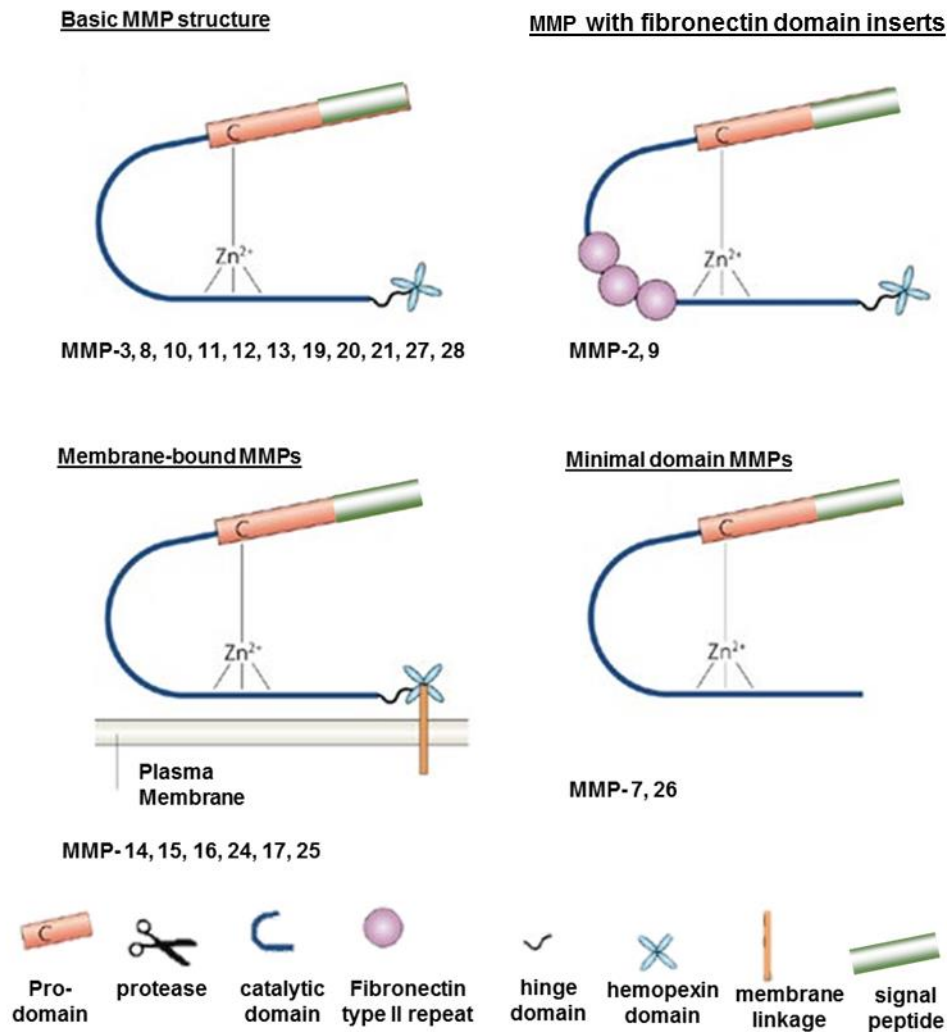 Basic MMP structure
MMP with fibronectin domain inserts
C
Zn²⁺
C
Zn²⁺
MMP-3, 8, 10, 11, 12, 13, 19, 20, 21, 27, 28
MMP-2, 9
Membrane-bound MMPs
Minimal domain MMPs
C
Zn²⁺
C
Zn²⁺
Plasma
Membrane
MMP-7, 26
MMP-14, 15, 16, 24, 17, 25
C
Pro-
domain
protease
catalytic
domain
Fibronectin
type II repeat
hinge
domain
hemopexin
domain
membrane
linkage
signal
peptide